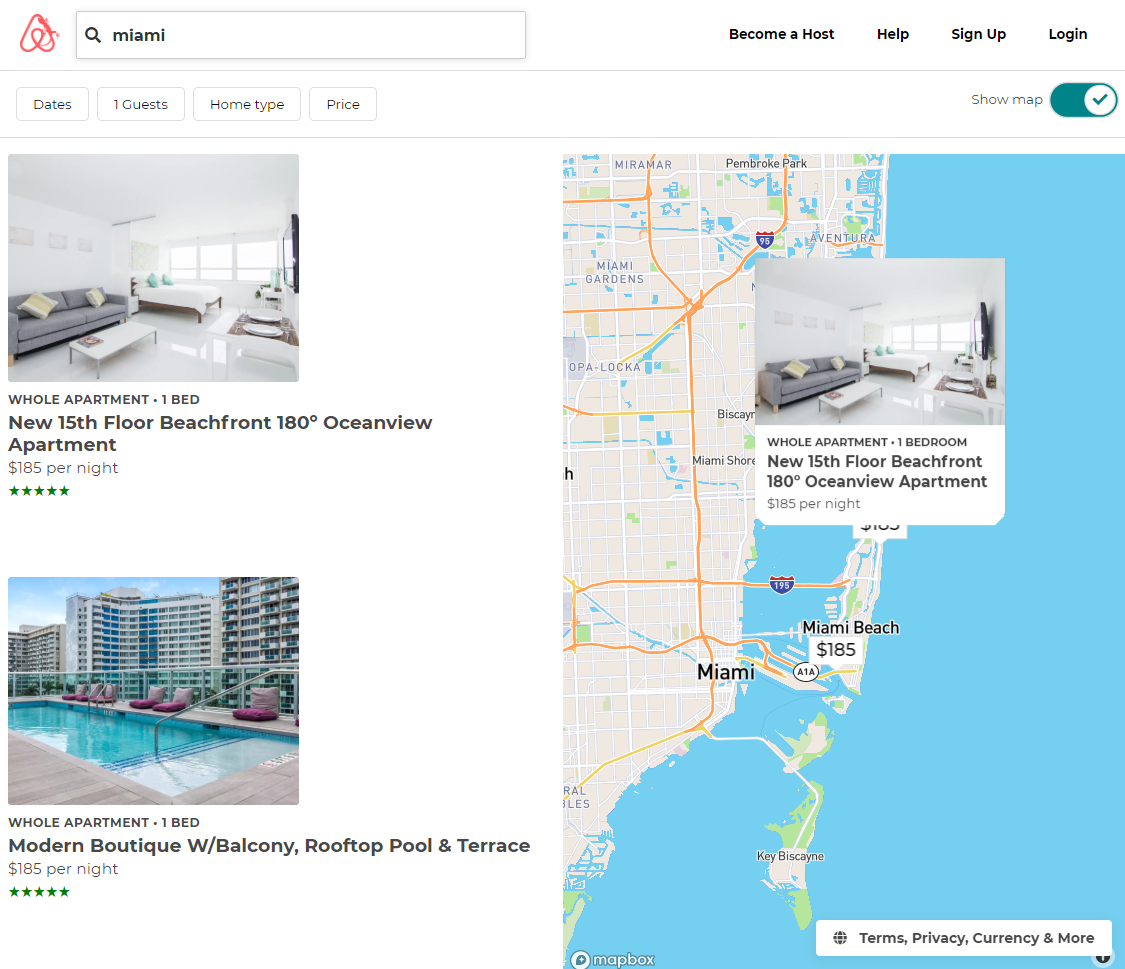 miami
Become a Host
Help
Sign Up
Login
Dates
1 Guests
Home type
Price
Show map
WHOLE APARTMENT • 1 BED
New 15th Floor Beachfront 180° Oceanview
Apartment
$185 per night
★★★★★
WHOLE APARTMENT • 1 BED
Modern Boutique W/Balcony, Rooftop Pool & Terrace
$185 per night
★★★★★
MIRAMAR
Pembroke Park
95
AVENTURA
MIAMI
GARDENS
OPA-LOCKA
Biscayn
Miami Shore
h
WHOLE APARTMENT • 1 BEDROOM
New 15th Floor Beachfront
180° Oceanview Apartment
$185 per night
$185
195
Miami Beach
$185
Miami
A1A
RAL
BLES
Key Biscayne
Terms, Privacy, Currency & More
mapbox